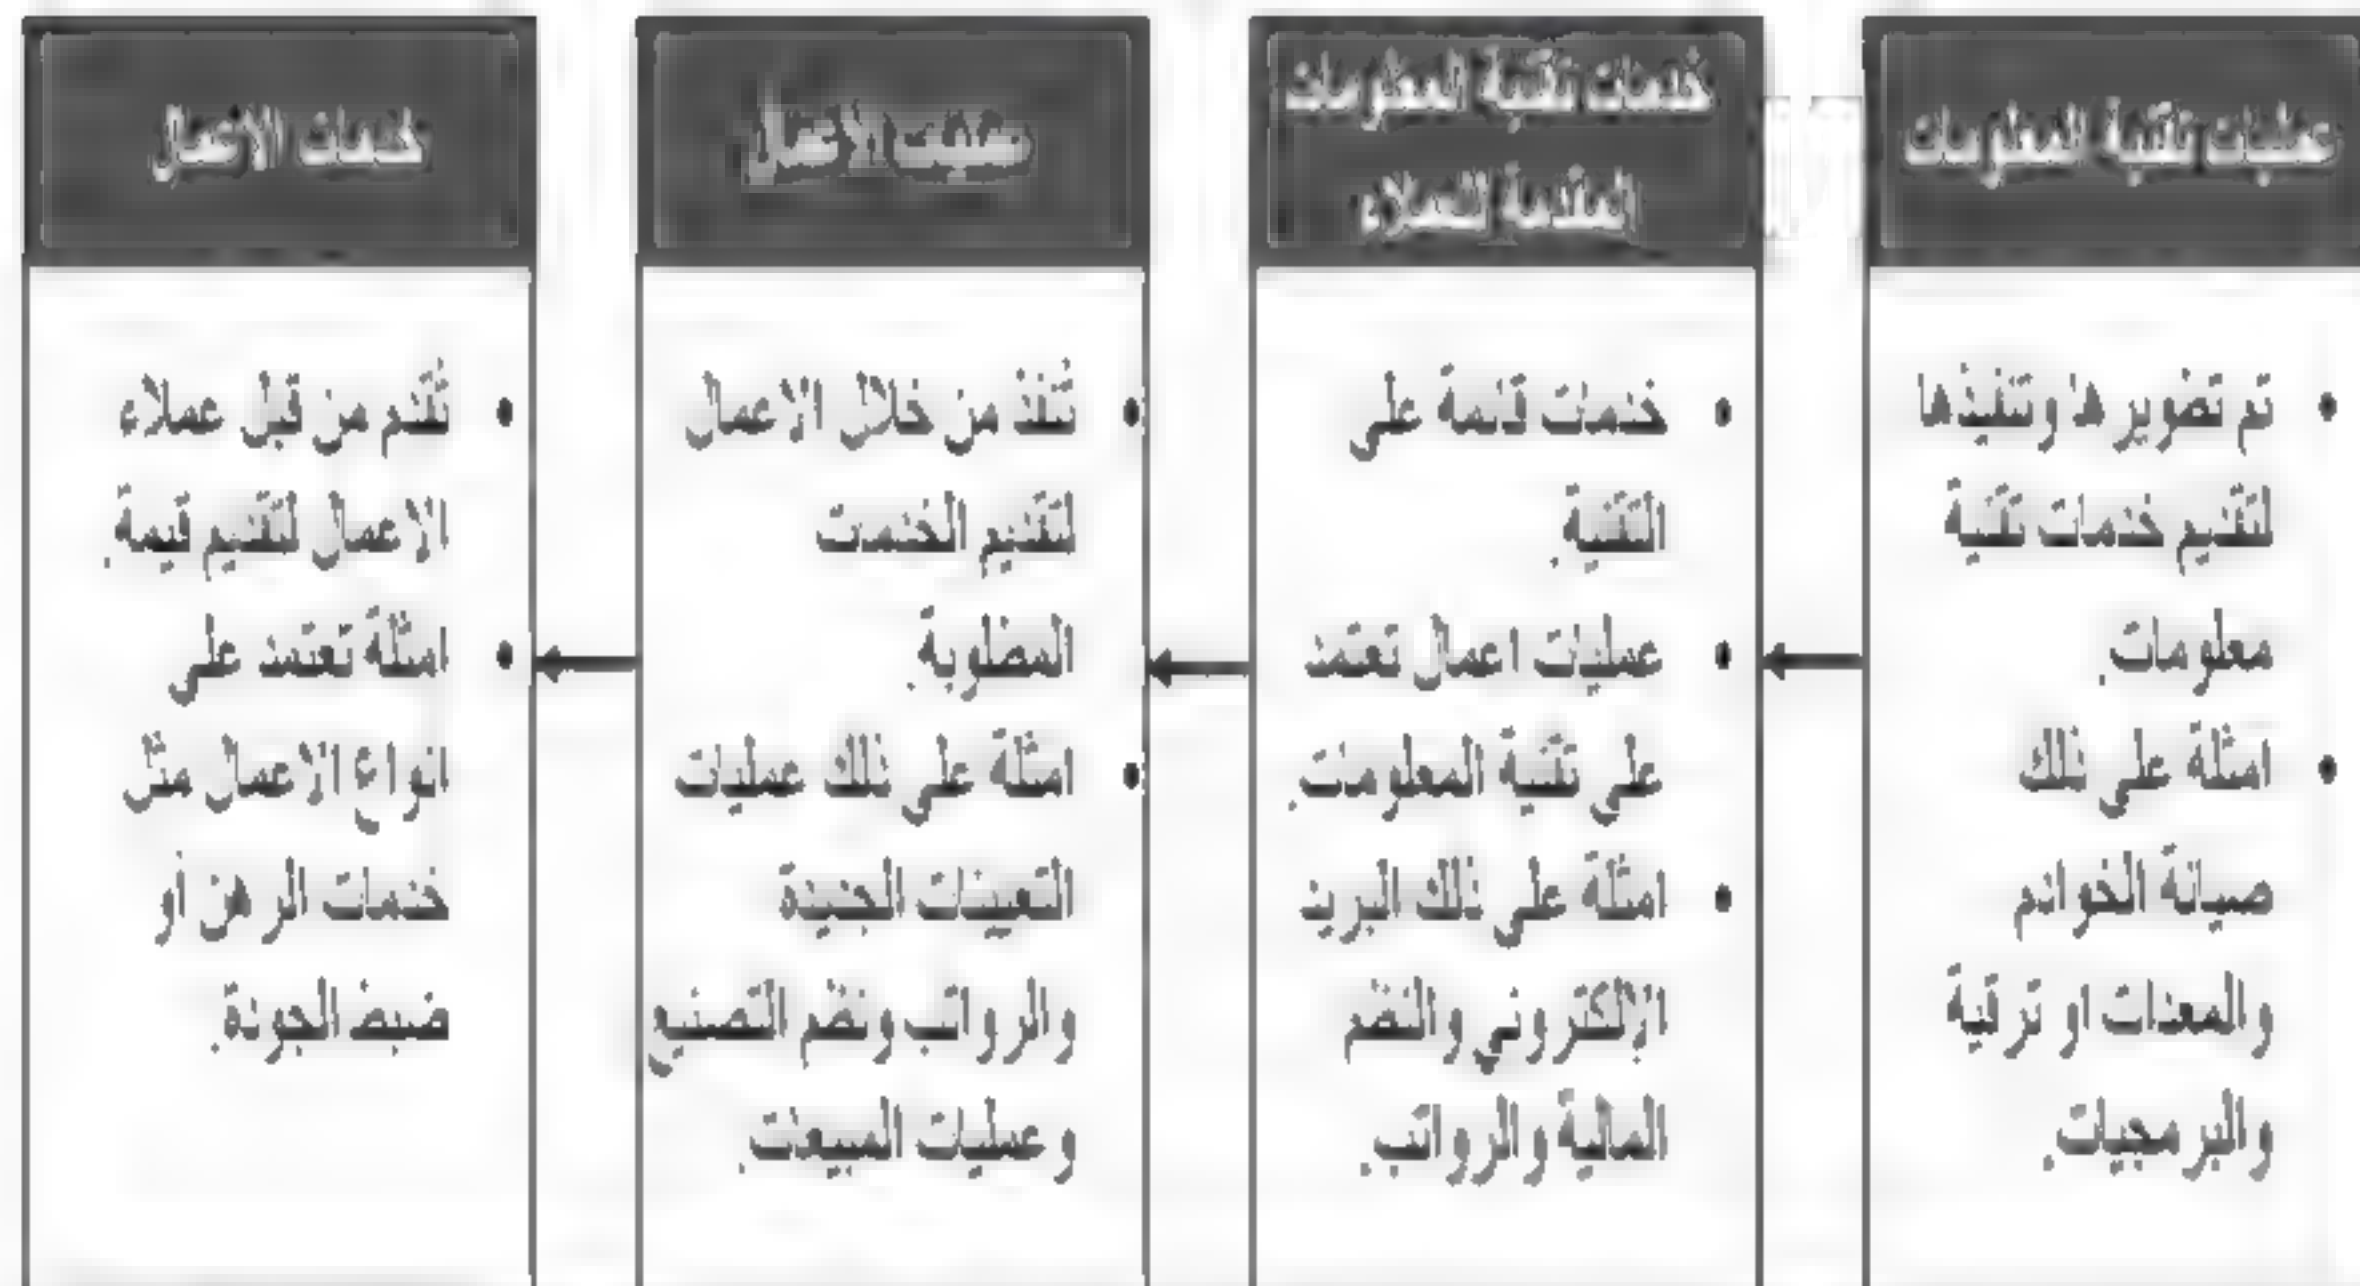 عمليات تقنية المعلومات
تم تطويرها وتنفيذها
لتقديم خدمات تقنية
معلومات.
امثلة على ذلك
صيانة الخوادم
والمعدات او ترقية
والبرمجيات.
خدمات تقنية المعلومات
المقدمة للعملاء
خدمات قائمة على
التقنية.
عمليات اعمال تعتمد
على تقنية المعلومات.
امثلة على ذلك البريد
الإلكتروني والنظم
المالية والرواتب.
عمليات الاعمال
تنفذ من خلال الاعمال
لتقديم الخدمات
المطلوبة.
امثلة على ذلك عمليات
التعيينات الجديدة
والرواتب ونظم التصنيع
وعمليات المبيعات.
خدمات الاعمال
تُقدم من قبل عملاء
الاعمال لتقديم قيمة.
امثلة تعتمد على
انواع الاعمال مثل
خدمات الرهن أو
ضبط الجودة.